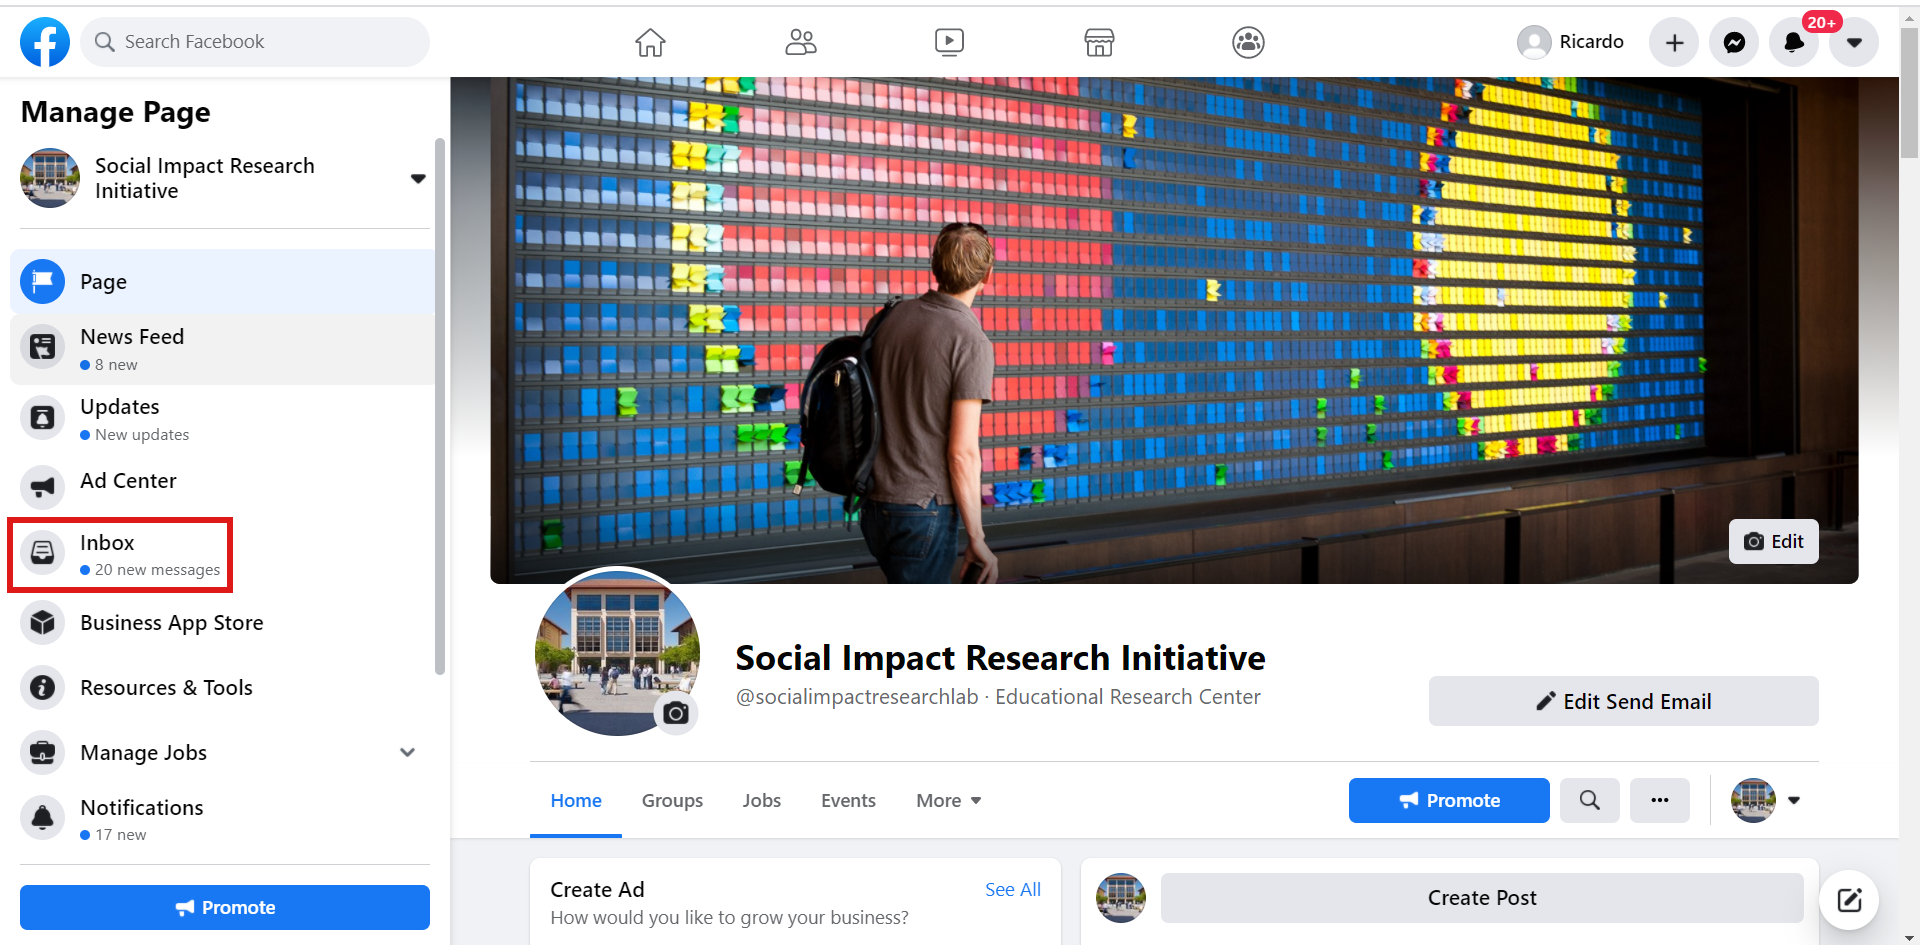 Search Facebook
Ricardo
20+
Manage Page
Social Impact Research
Initiative
Page
News Feed
8 new
Updates
New updates
Ad Center
Inbox
20 new messages
Business App Store
Resources & Tools
Manage Jobs
Notifications
17 new
Promote
Edit
Social Impact Research Initiative
@socialimpactresearchlab · Educational Research Center
Edit Send Email
Home Groups Jobs Events More
Promote
Create Ad
See All
How would you like to grow your business?
Create Post